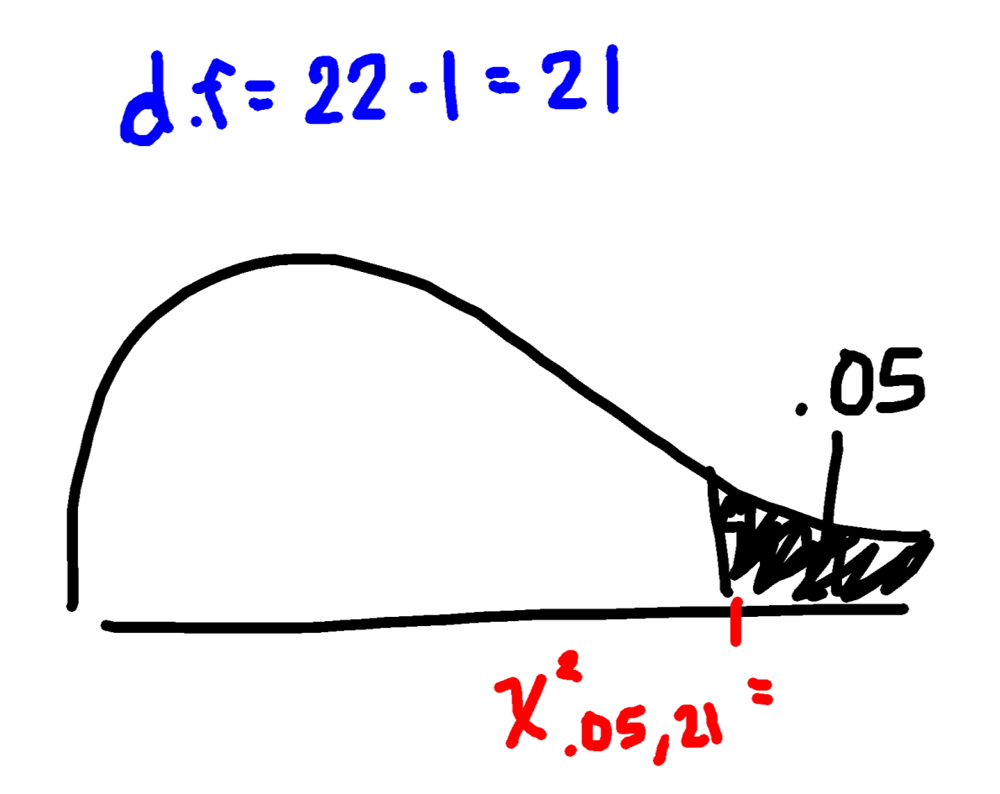 d.f = 22 - 1 = 21
.05
χ².05,21 =